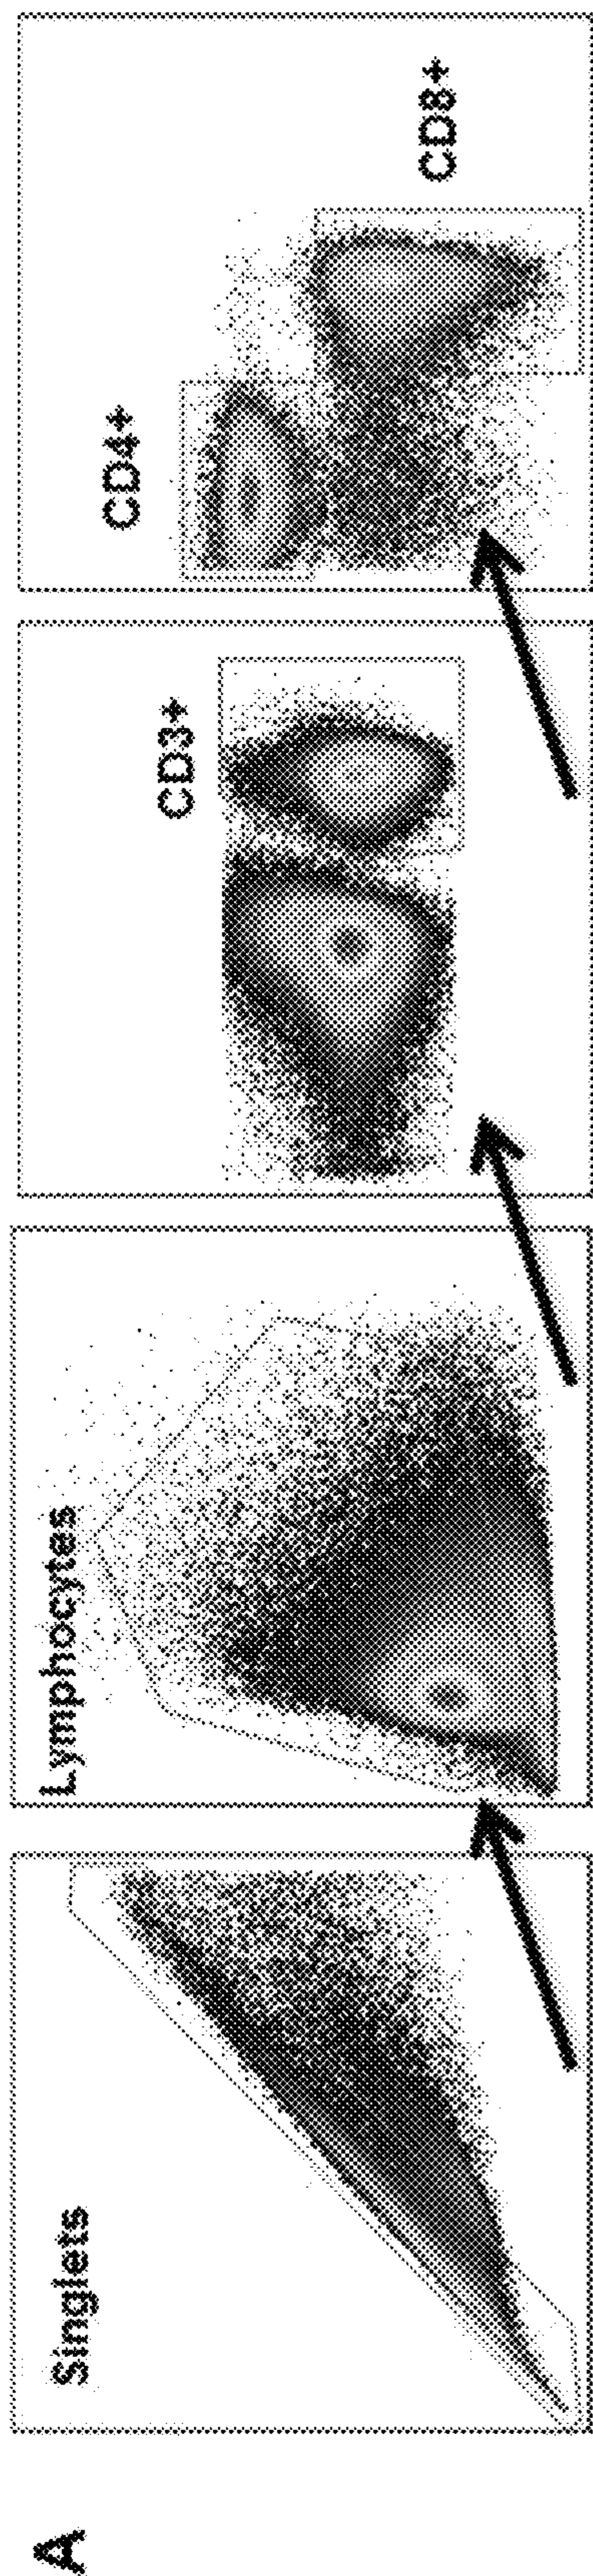 A
Singlets
Lymphocytes
CD3+
CD4+
CD8+